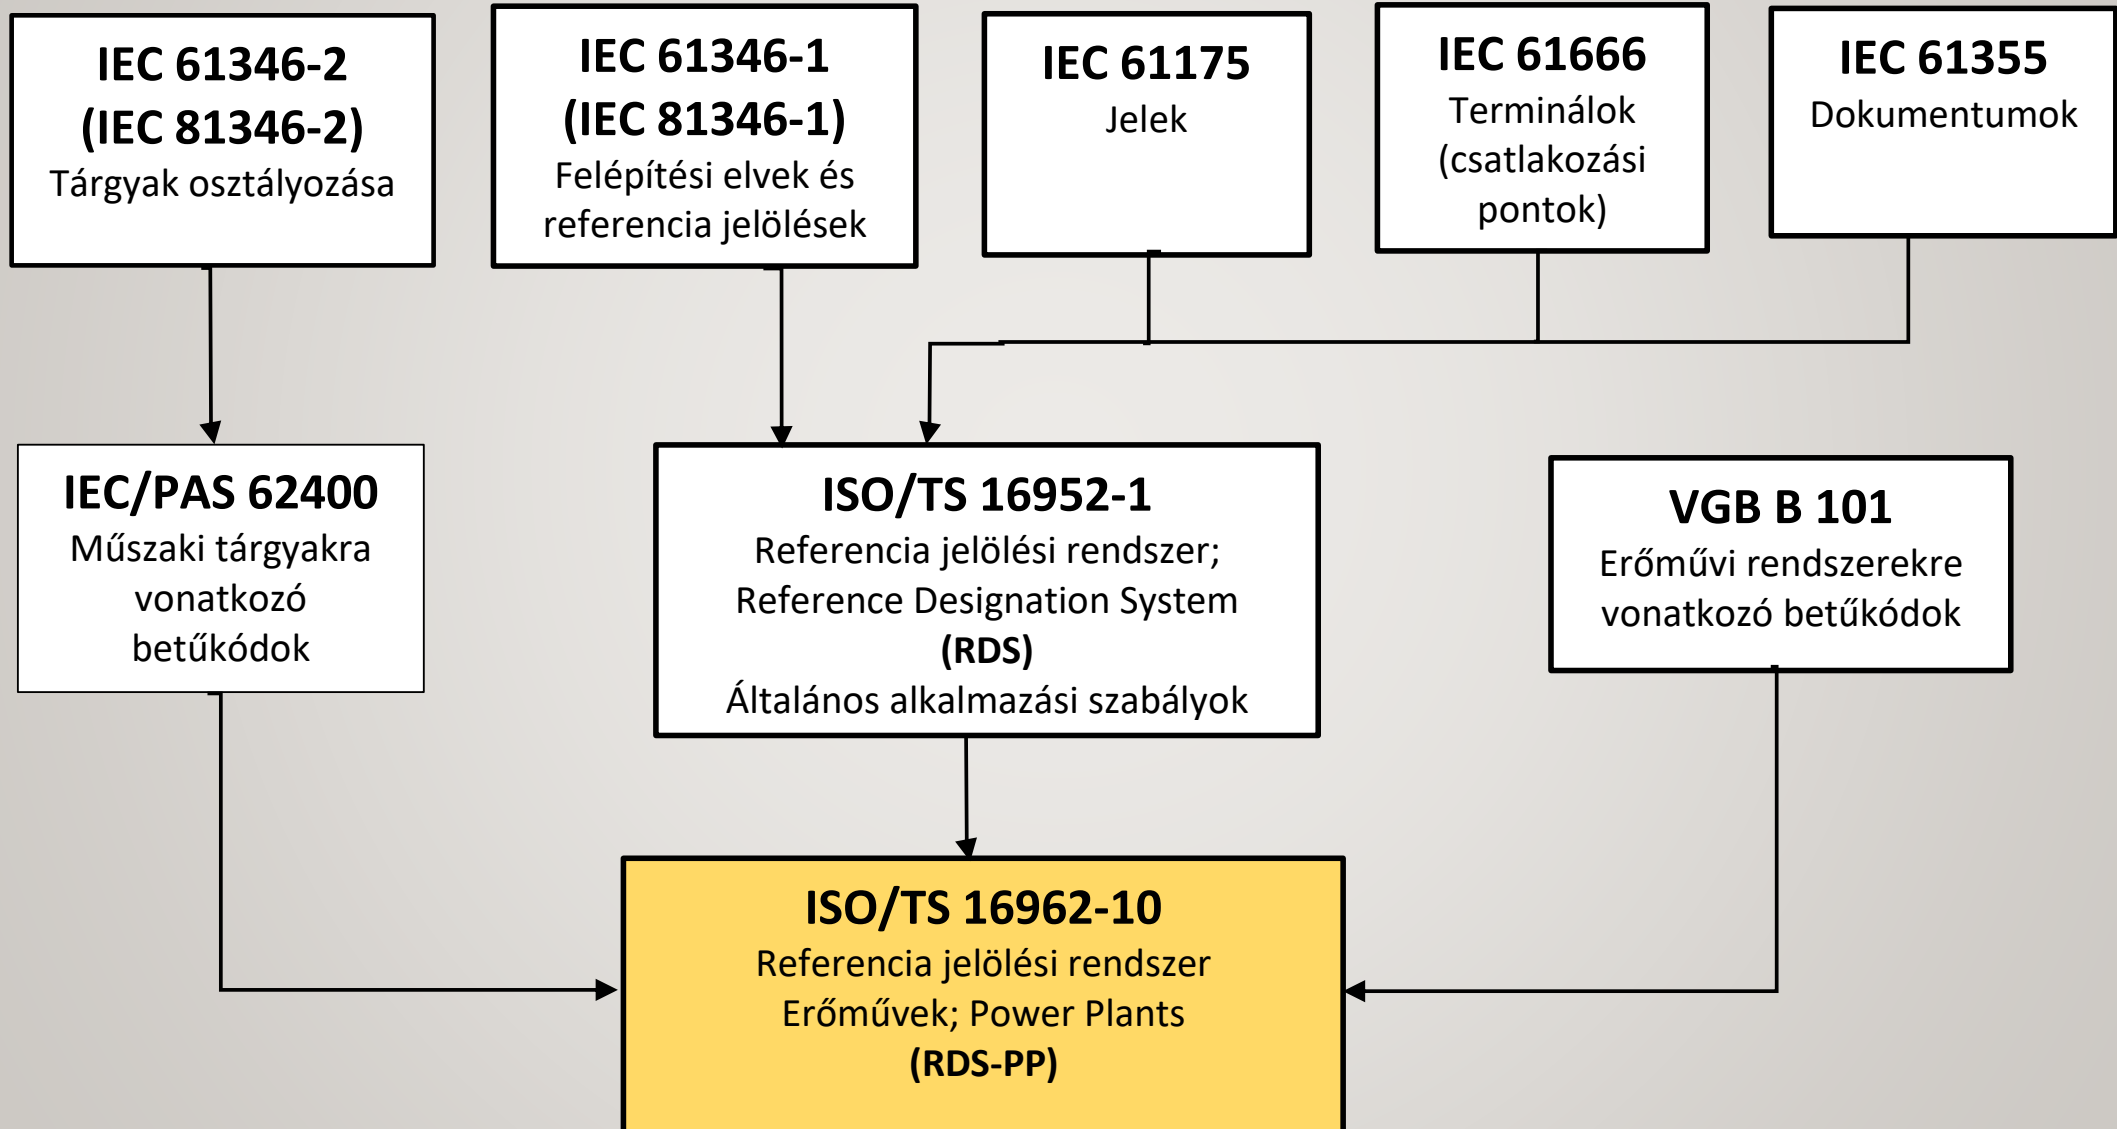 IEC 61346-2
(IEC 81346-2)
Tárgyak osztályozása
IEC 61346-1
(IEC 81346-1)
Felépítési elvek és
referencia jelölések
IEC 61175
Jelek
IEC 61666
Terminálok
(csatlakozási
pontok)
IEC 61355
Dokumentumok
IEC/PAS 62400
Műszaki tárgyakra
vonatkozó
betűkódok
ISO/TS 16952-1
Referencia jelölési rendszer;
Reference Designation System
(RDS)
Általános alkalmazási szabályok
VGB B 101
Erőművi rendszerekre
vonatkozó betűkódok
ISO/TS 16962-10
Referencia jelölési rendszer
Erőművek; Power Plants
(RDS-PP)